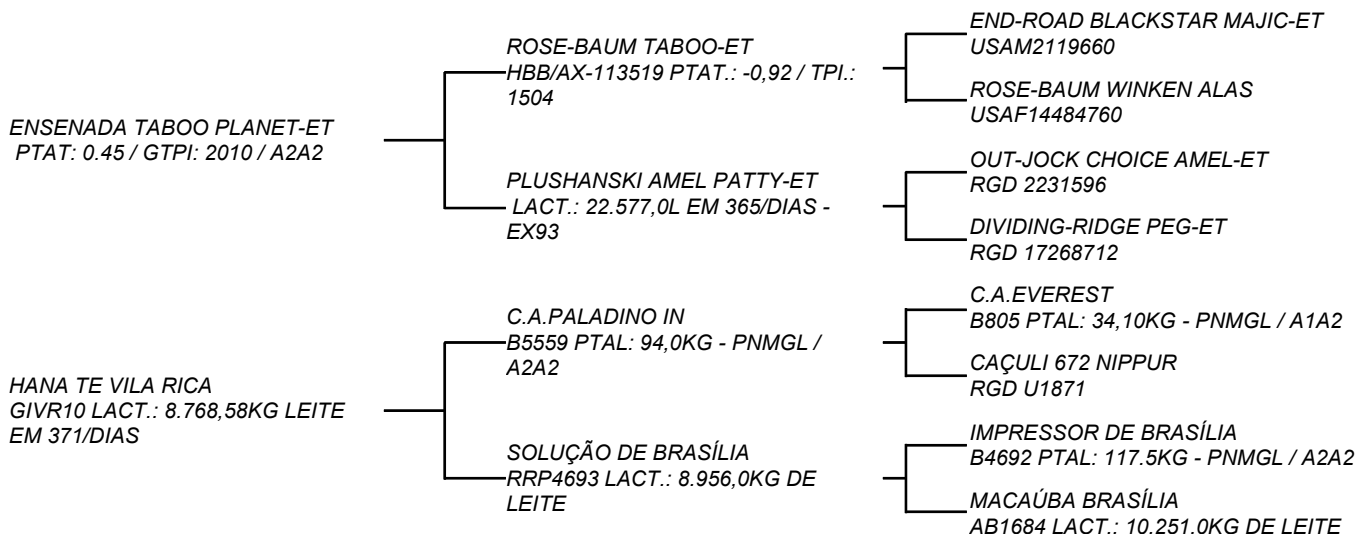 ENSENADA TABOO PLANET-ET
PTAT: 0.45 / GTPI: 2010 / A2A2
ROSE-BAUM TABOO-ET
HBB/AX-113519 PTAT.: -0,92 / TPI.:
1504
END-ROAD BLACKSTAR MAJIC-ET
USAM2119660
ROSE-BAUM WINKEN ALAS
USAF14484760
PLUSHANSKI AMEL PATTY-ET
LACT.: 22.577,0L EM 365/DIAS -
EX93
OUT-JOCK CHOICE AMEL-ET
RGD 2231596
DIVIDING-RIDGE PEG-ET
RGD 17268712
HANA TE VILA RICA
GIVR10 LACT.: 8.768,58KG LEITE
EM 371/DIAS
C.A.PALADINO IN
B5559 PTAL: 94,0KG - PNMGL /
A2A2
C.A.EVEREST
B805 PTAL: 34,10KG - PNMGL / A1A2
CAÇULI 672 NIPPUR
RGD U1871
SOLUÇÃO DE BRASÍLIA
RRP4693 LACT.: 8.956,0KG DE
LEITE
IMPRESSOR DE BRASÍLIA
B4692 PTAL: 117.5KG - PNMGL / A2A2
MACAÚBA BRASÍLIA
AB1684 LACT.: 10.251,0KG DE LEITE